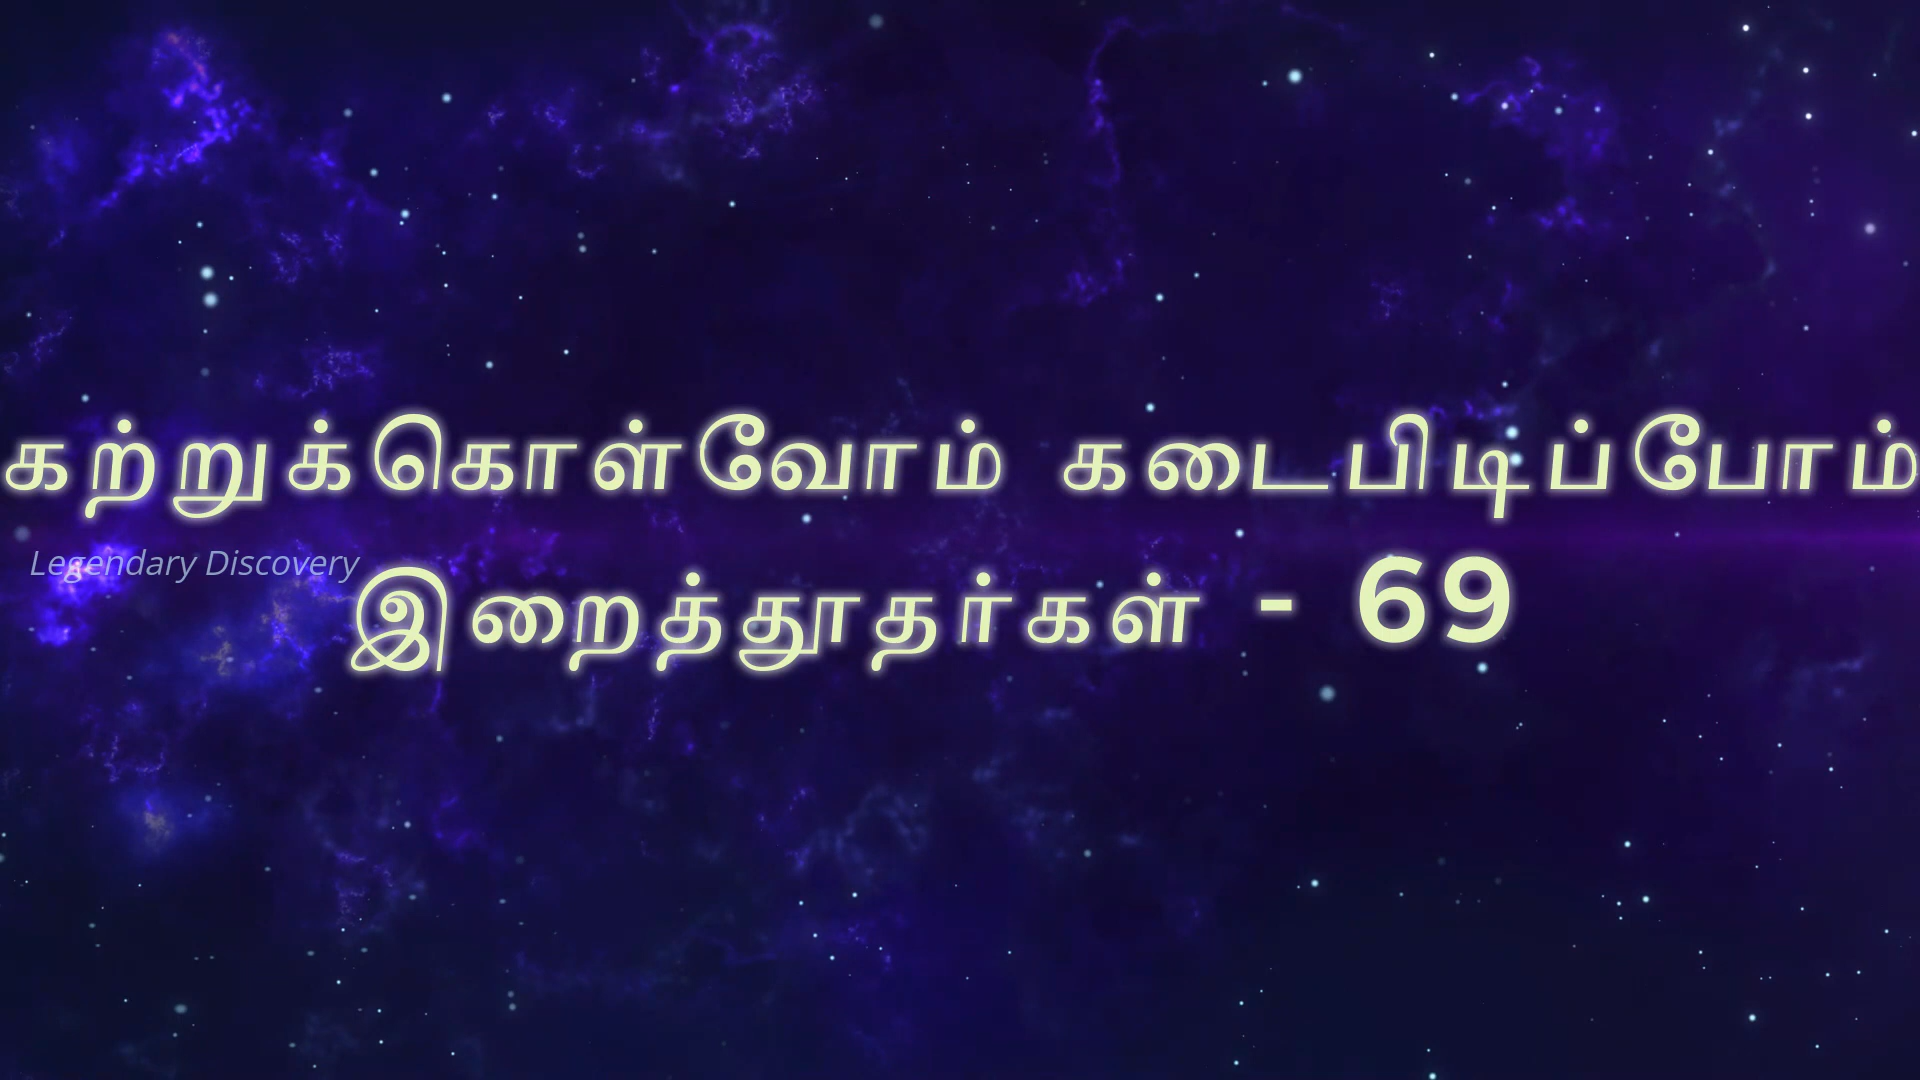 கற்றுக்கொள்வோம் கடைபிடிப்போம்
Legendary Discovery
இறைத்தூதர்கள் - 69